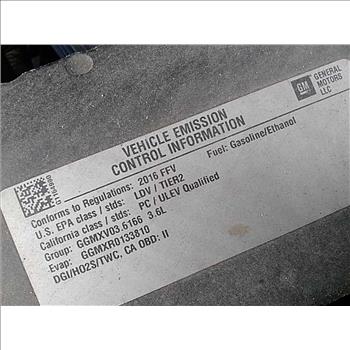 GM
GENERAL
MOTORS
LLC
VEHICLE EMISSION
CONTROL INFORMATION
Conforms to Regulations: 2016 FFV
Fuel: Gasoline/Ethanol
U.S. EPA class / stds: LDV / TIER2
California class / stds: PC / ULEV Qualified
Group: GGMXV03.6166 3.6L
Evap: GGMXR0133810
DGI/HO2S/TWC, CA OBD: II